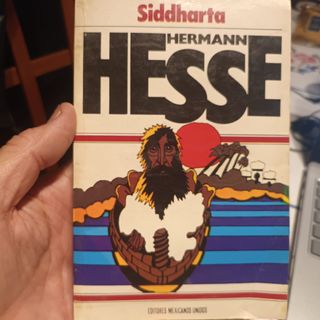 Siddharta
HERMANN
HESSE
EDITORES MEXICANOS UNIDOS